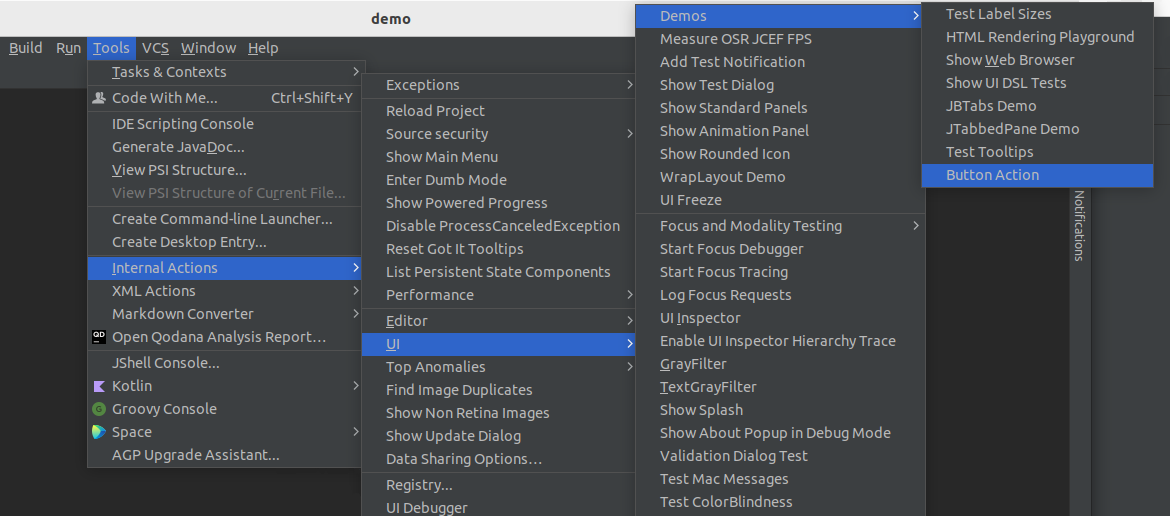 demo
Build Run Tools VCS Window Help
Tasks & Contexts
Code With Me... Ctrl+Shift+Y
IDE Scripting Console
Generate JavaDoc...
View PSI Structure...
View PSI Structure of Current File...
Create Command-line Launcher...
Create Desktop Entry...
Internal Actions
XML Actions
Markdown Converter
QD Open Qodana Analysis Report...
JShell Console...
Kotlin
G Groovy Console
Space
AGP Upgrade Assistant...
Exceptions
Reload Project
Source security
Show Main Menu
Enter Dumb Mode
Show Powered Progress
Disable ProcessCanceledException
Reset Got It Tooltips
List Persistent State Components
Performance
Editor
UI
Top Anomalies
Find Image Duplicates
Show Non Retina Images
Show Update Dialog
Data Sharing Options...
Registry...
UI Debugger
Demos
Measure OSR JCEF FPS
Add Test Notification
Show Test Dialog
Show Standard Panels
Show Animation Panel
Show Rounded Icon
WrapLayout Demo
UI Freeze
Focus and Modality Testing
Start Focus Debugger
Start Focus Tracing
Log Focus Requests
UI Inspector
Enable UI Inspector Hierarchy Trace
GrayFilter
TextGrayFilter
Show Splash
Show About Popup in Debug Mode
Validation Dialog Test
Test Mac Messages
Test ColorBlindness
Test Label Sizes
HTML Rendering Playground
Show Web Browser
Show UI DSL Tests
JBTabs Demo
JTabbedPane Demo
Test Tooltips
Button Action
Notifications